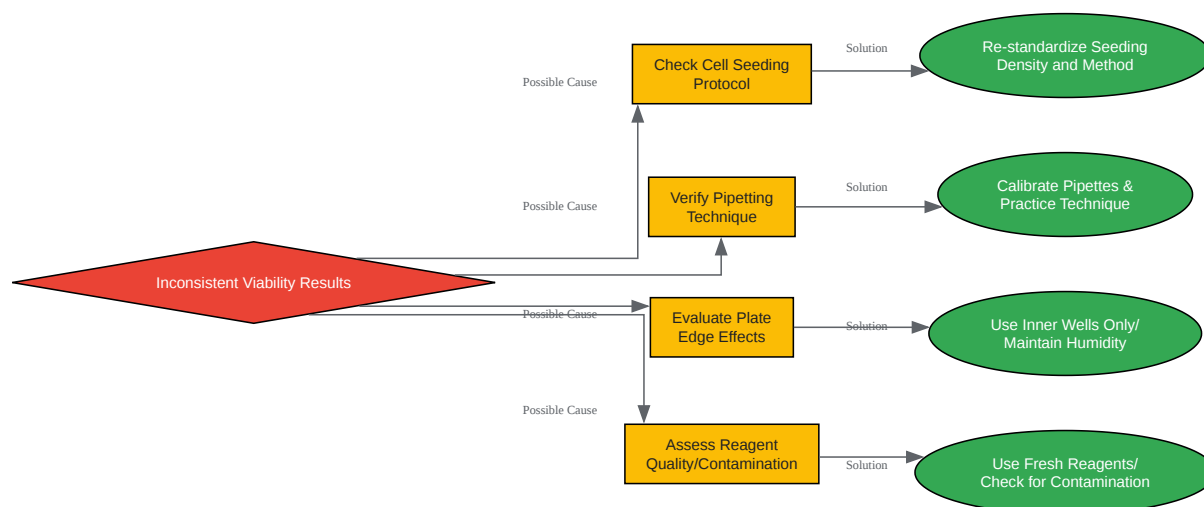 Possible Cause
Check Cell Seeding
Protocol
Solution
Re-standardize Seeding
Density and Method
Possible Cause
Verify Pipetting
Technique
Solution
Calibrate Pipettes &
Practice Technique
Inconsistent Viability Results
Possible Cause
Evaluate Plate
Edge Effects
Solution
Use Inner Wells Only/
Maintain Humidity
Possible Cause
Assess Reagent
Quality/Contamination
Solution
Use Fresh Reagents/
Check for Contamination